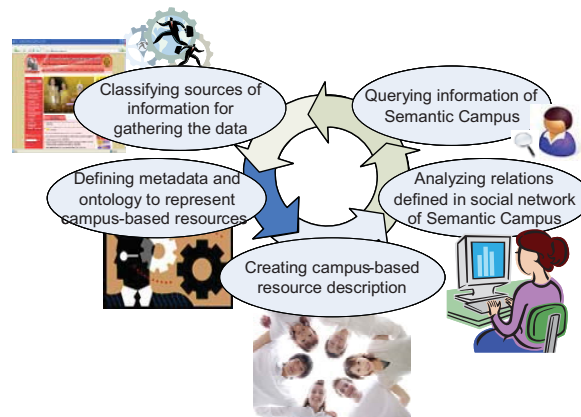 Classifying sources of
information for
gathering the data
Querying information of
Semantic Campus
Defining metadata and
ontology to represent
campus-based resources
Analyzing relations
defined in social network
of Semantic Campus
Creating campus-based
resource description